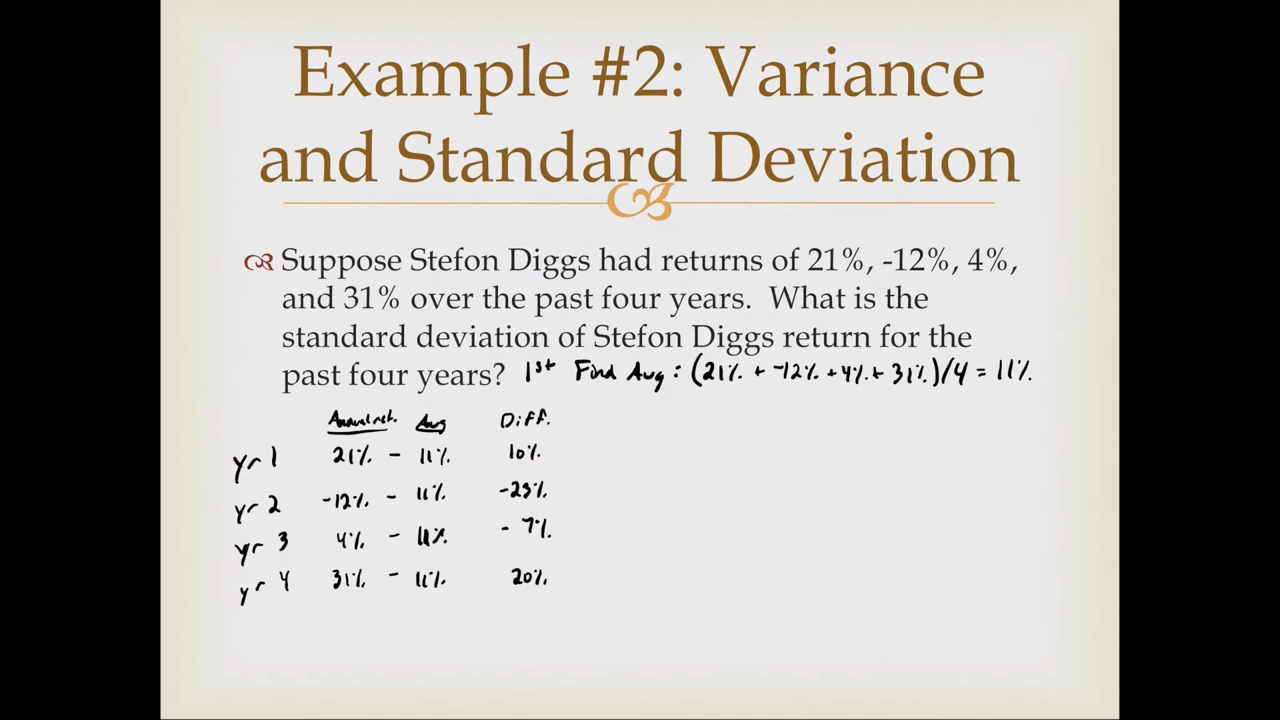 Example #2: Variance
and Standard Deviation
Suppose Stefon Diggs had returns of 21%, -12%, 4%,
and 31% over the past four years. What is the
standard deviation of Stefon Diggs return for the
past four years? 1st Find Avg: (21% + -12% + 4% + 31%)/4 = 11%
Annual ret. Avg Diff.
yr 1 21% - 11% 10%
yr 2 -12% - 11% -23%
yr 3 4% - 11% -7%
yr 4 31% - 11% 20%